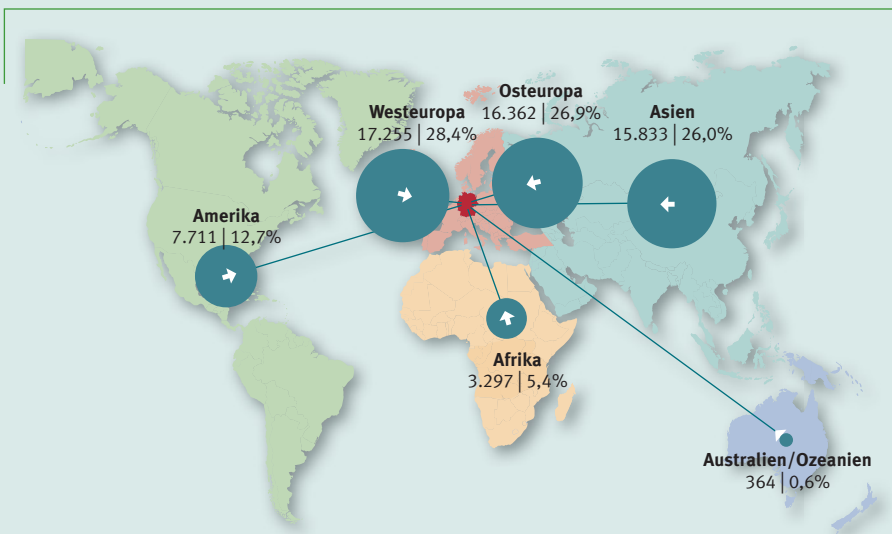 Westeuropa
17.255 | 28,4%
Osteuropa
16.362 | 26,9%
Asien
15.833 | 26,0%
Amerika
7.711 | 12,7%
Afrika
3.297 | 5,4%
Australien/Ozeanien
364 | 0,6%